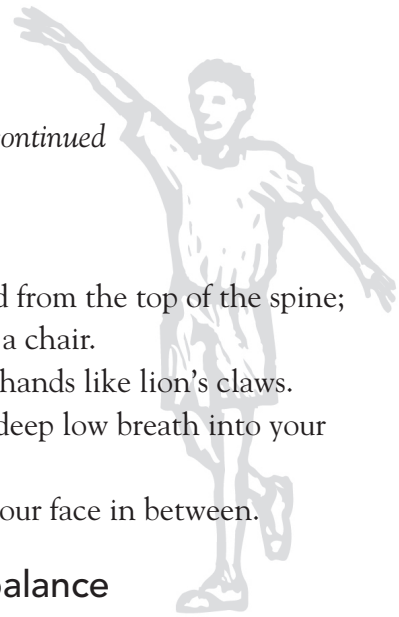 ontinued
d from the top of the spine;
a chair.
hands like lion's claws.
deep low breath into your
our face in between.
alance